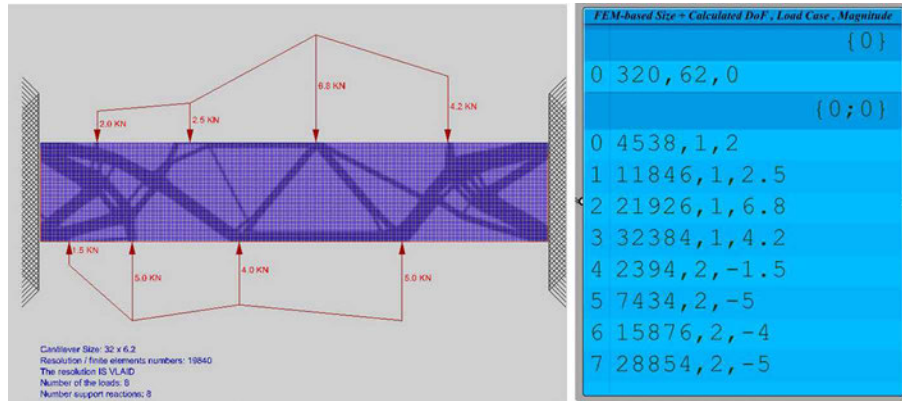 2.0 KN
2.5 KN
6.8 KN
4.2 KN
1.5 KN
5.0 KN
4.0 KN
5.0 KN
Cantilever Size: 32 x 6.2
Resolution / finite elements numbers: 19840
The resolution IS VLAID
Number of the loads: 8
Number support reactions: 8
FEM-based Size + Calculated DoF , Load Case , Magnitude
{0}
0 320,62,0
{0;0}
0 4538,1,2
1 11846,1,2.5
2 21926,1,6.8
3 32384,1,4.2
4 2394,2,-1.5
5 7434,2,-5
6 15876,2,-4
7 28854,2,-5